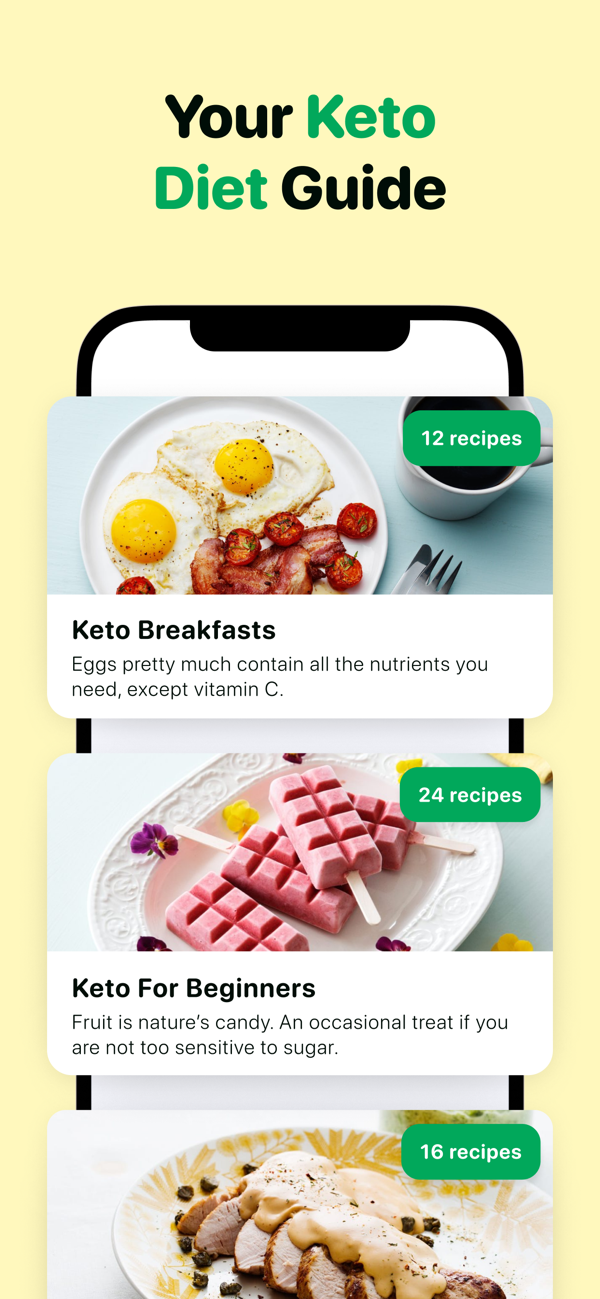 Your Keto
Diet Guide
12 recipes
Keto Breakfasts
Eggs pretty much contain all the nutrients you
need, except vitamin C.
24 recipes
Keto For Beginners
Fruit is nature’s candy. An occasional treat if you
are not too sensitive to sugar.
16 recipes